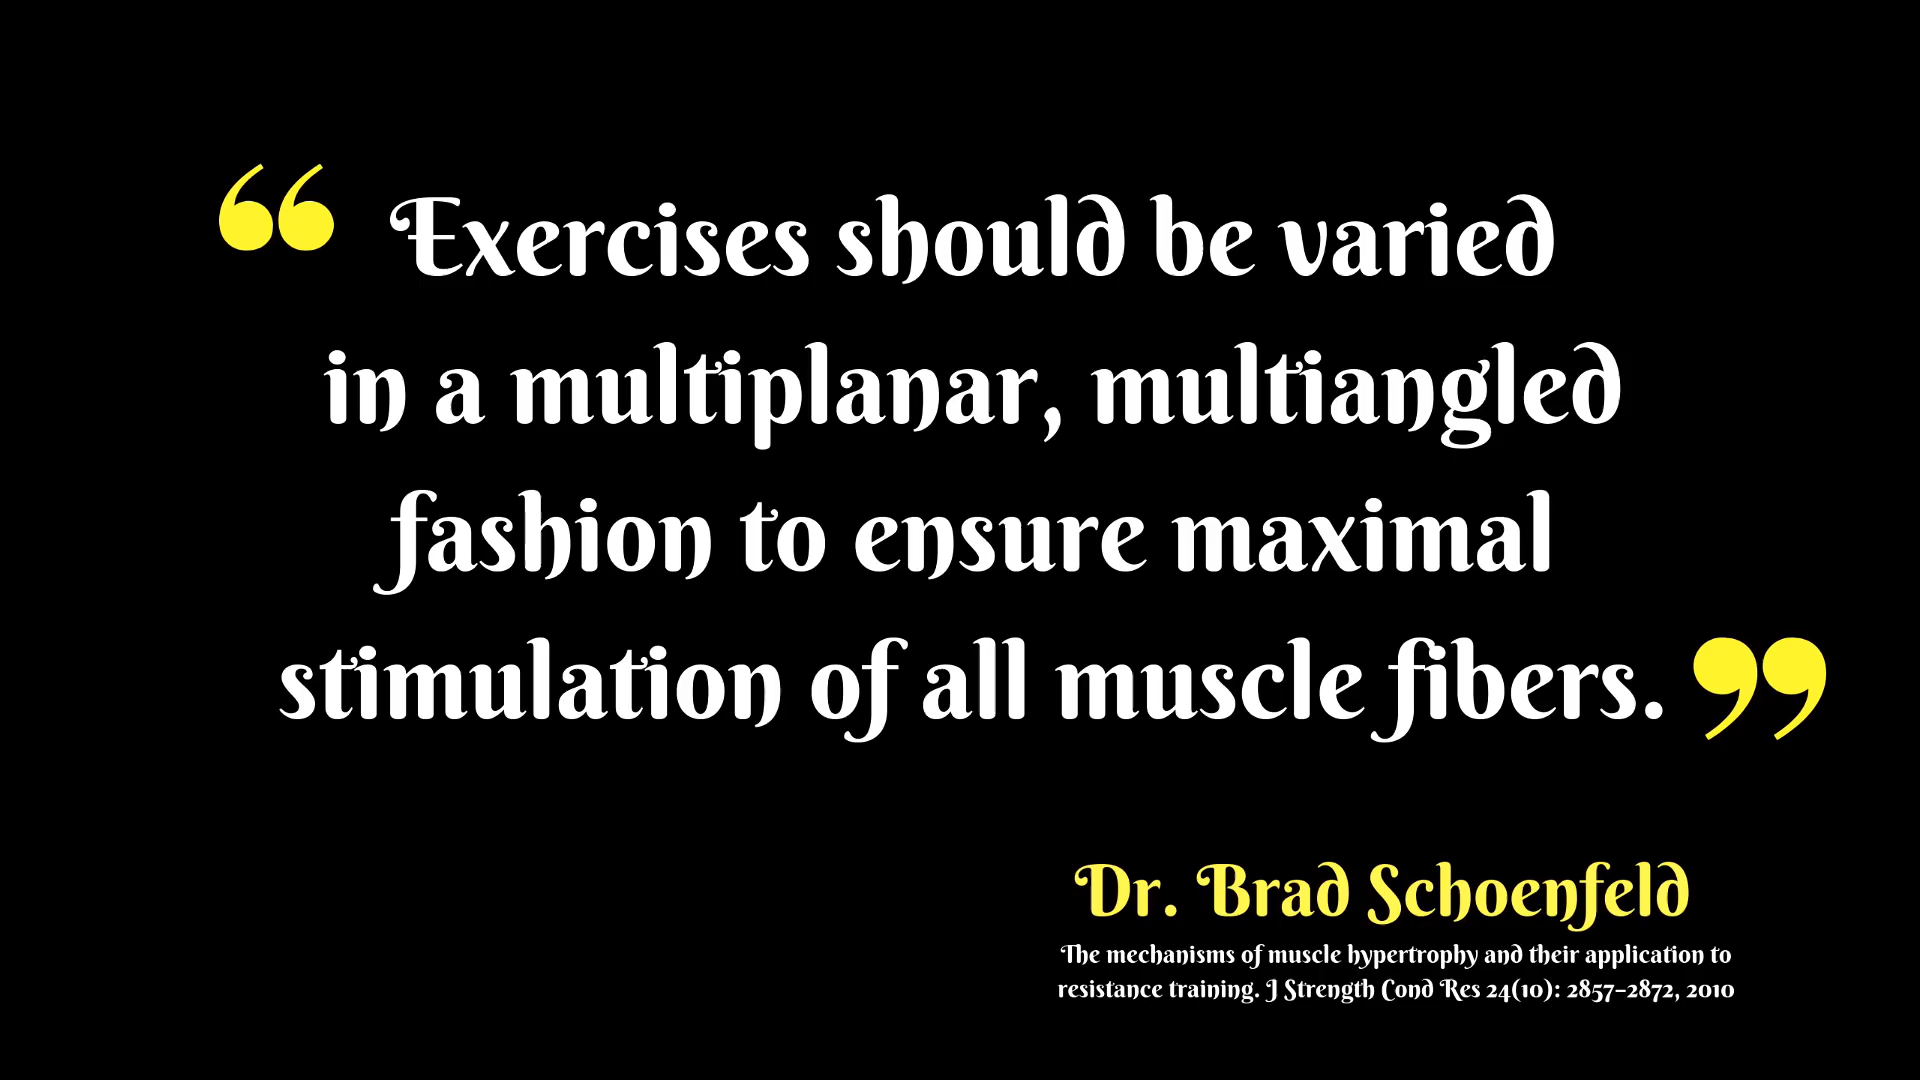 “Exercises should be varied
in a multiplanar, multiangled
fashion to ensure maximal
stimulation of all muscle fibers.”
Dr. Brad Schoenfeld
The mechanisms of muscle hypertrophy and their application to
resistance training. J Strength Cond Res 24(10): 2857–2872, 2010